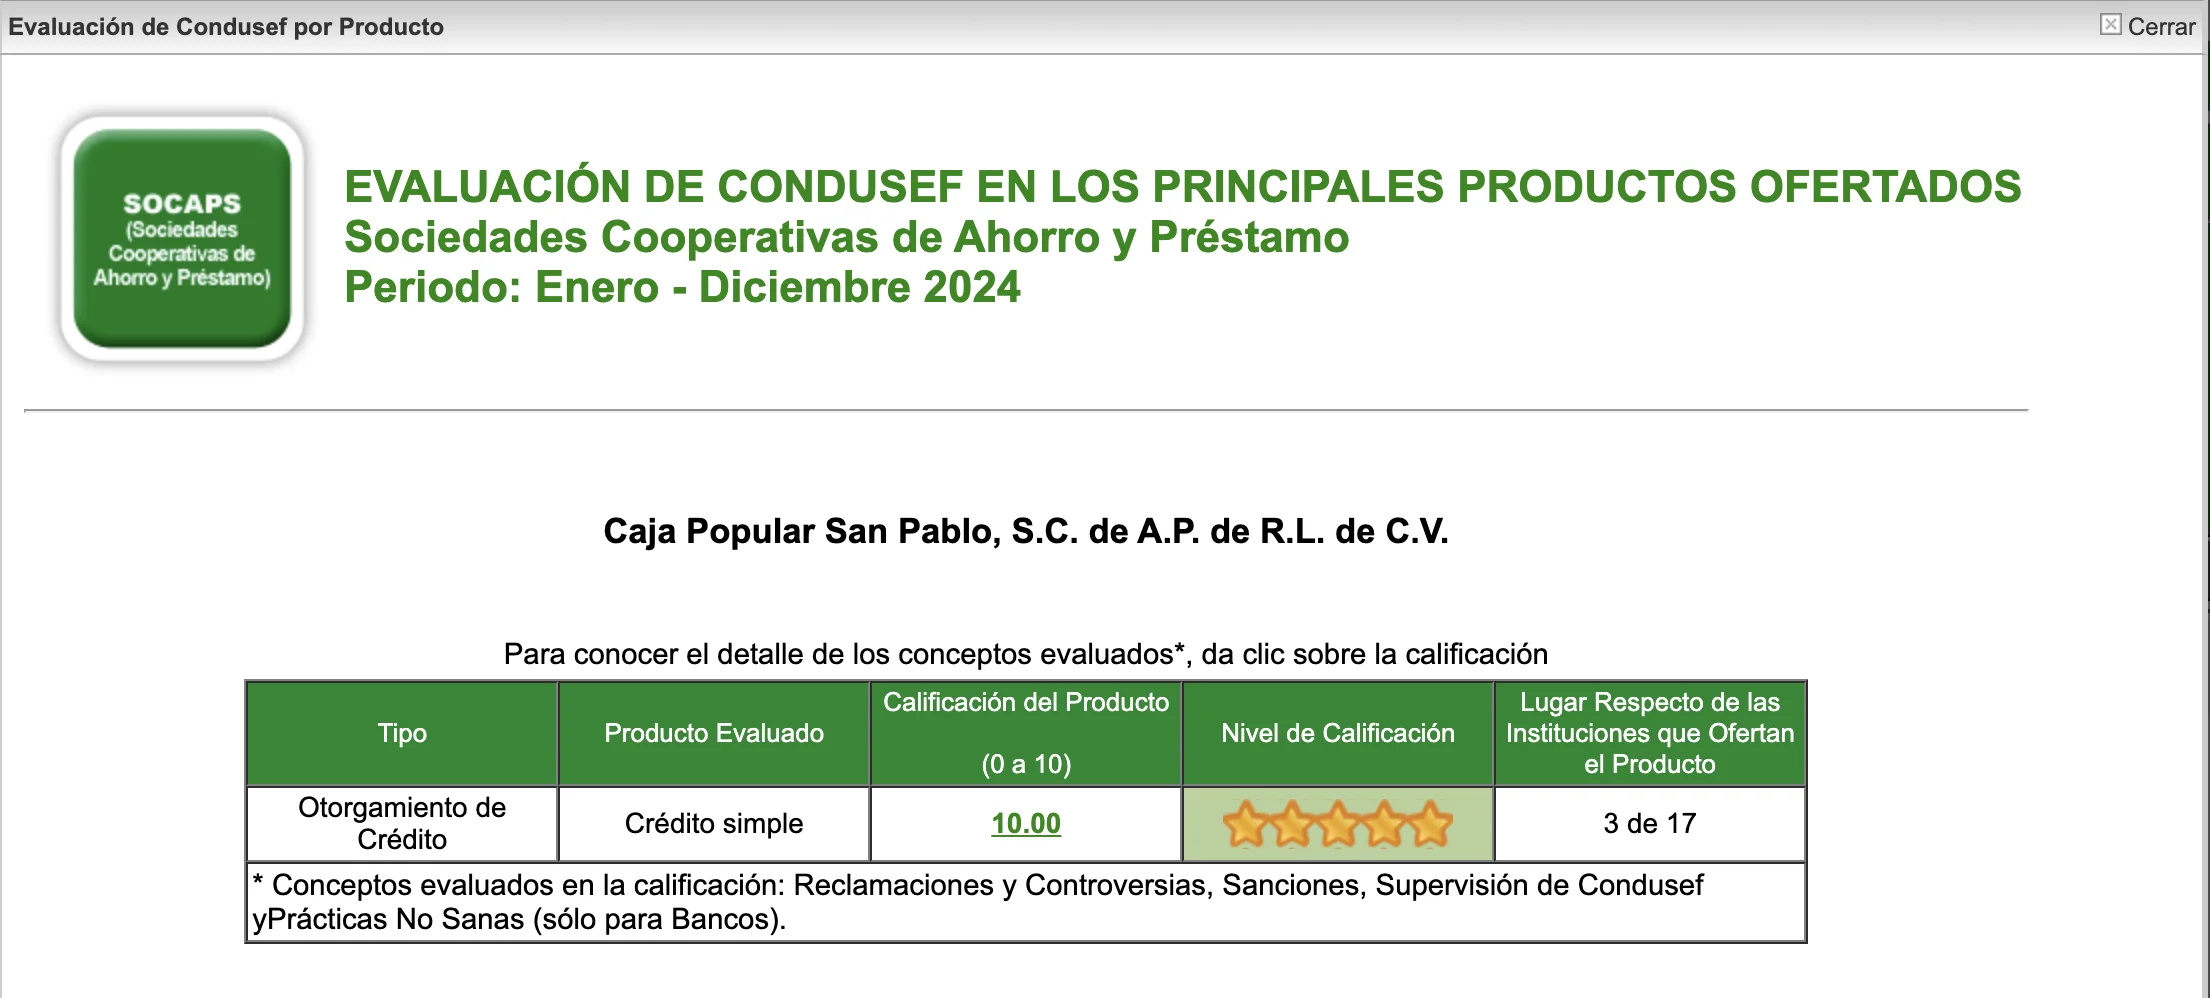 Evaluación de Condusef por Producto
Cerrar
SOCAPS
(Sociedades
Cooperativas de
Ahorro y Préstamo)
EVALUACIÓN DE CONDUSEF EN LOS PRINCIPALES PRODUCTOS OFERTADOS
Sociedades Cooperativas de Ahorro y Préstamo
Periodo: Enero - Diciembre 2024
Caja Popular San Pablo, S.C. de A.P. de R.L. de C.V.
Para conocer el detalle de los conceptos evaluados*, da clic sobre la calificación
Tipo
Producto Evaluado
Calificación del Producto
(0 a 10)
Nivel de Calificación
Lugar Respecto de las
Instituciones que Ofertan
el Producto
Otorgamiento de
Crédito
Crédito simple
10.00
3 de 17
* Conceptos evaluados en la calificación: Reclamaciones y Controversias, Sanciones, Supervisión de Condusef
yPrácticas No Sanas (sólo para Bancos).